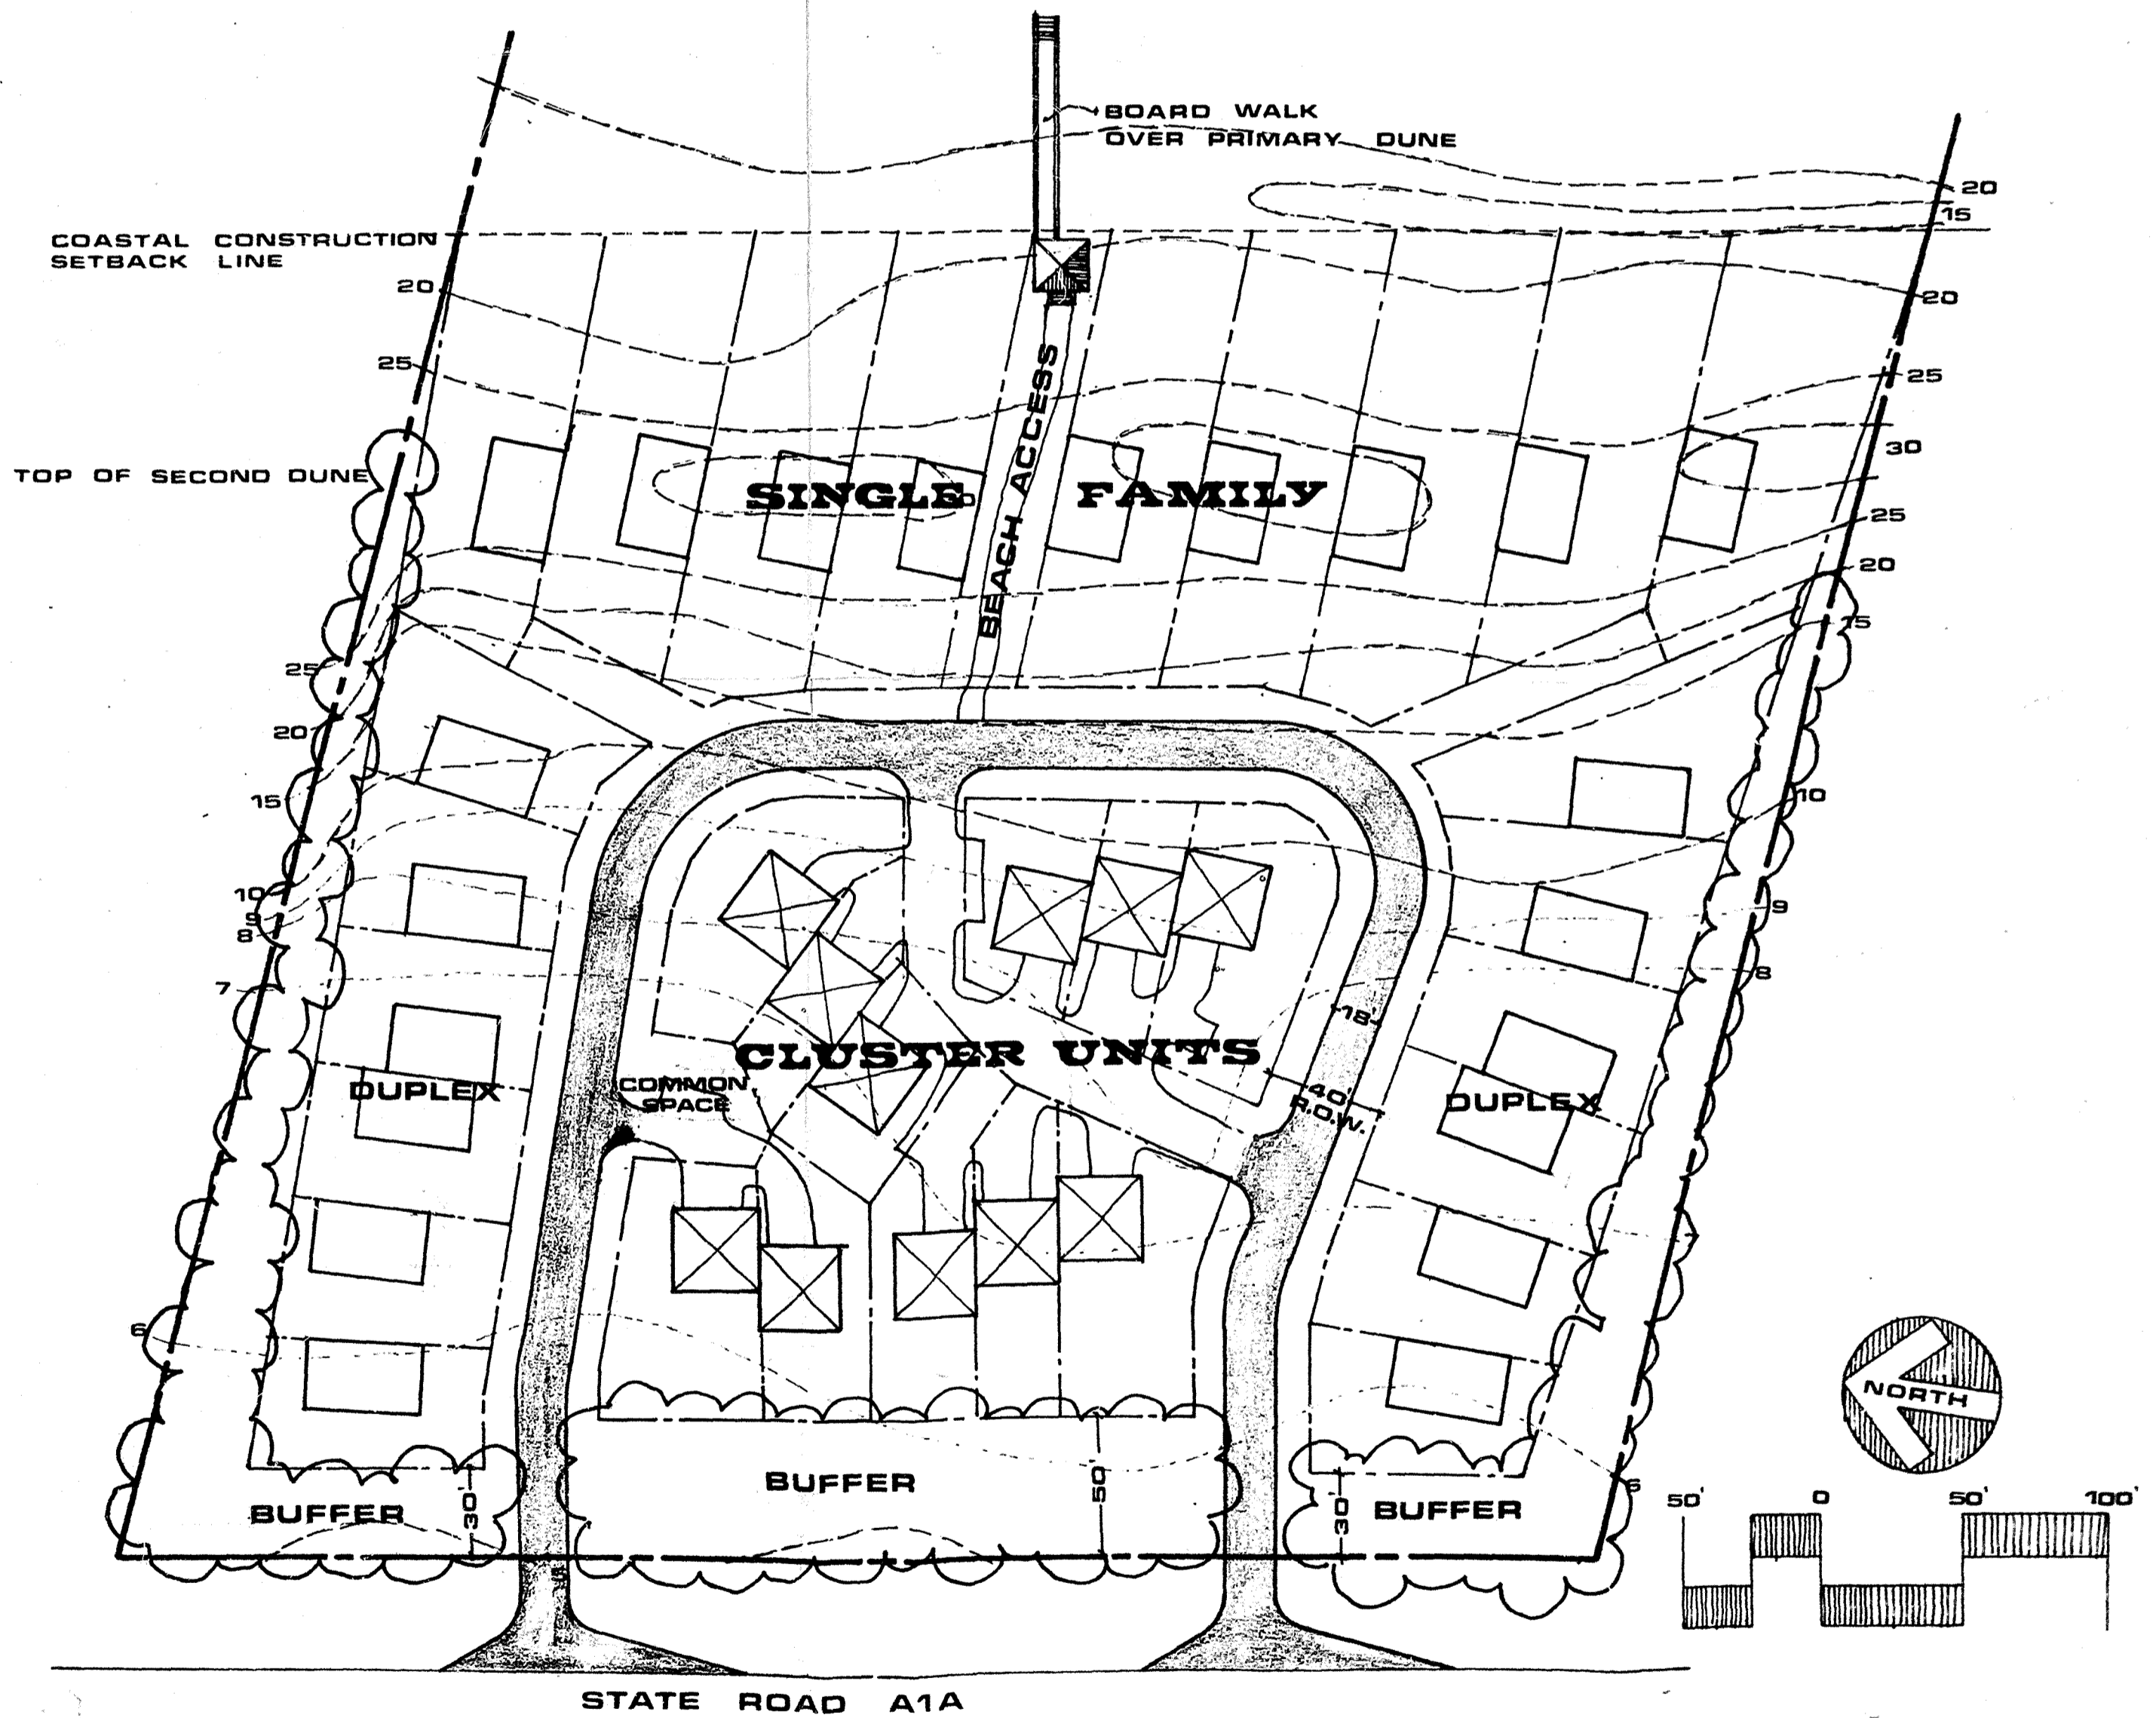 BOARD WALK
OVER PRIMARY DUNE
20
15
COASTAL CONSTRUCTION
SETBACK LINE
20
20
25
25
30
TOP OF SECOND DUNE
SINGLE FAMILY
30
BEACH ACCESS
25
20
15
25
20
15
10
10
9
8
9
8
7
18'
CLUSTER UNITS
COMMON
SPACE
DUPLEX
40'
R.O.W.
DUPLEX
6
NORTH
BUFFER
50'
BUFFER
30'
30'
BUFFER
6
50' 0 50' 100'
STATE ROAD A1A